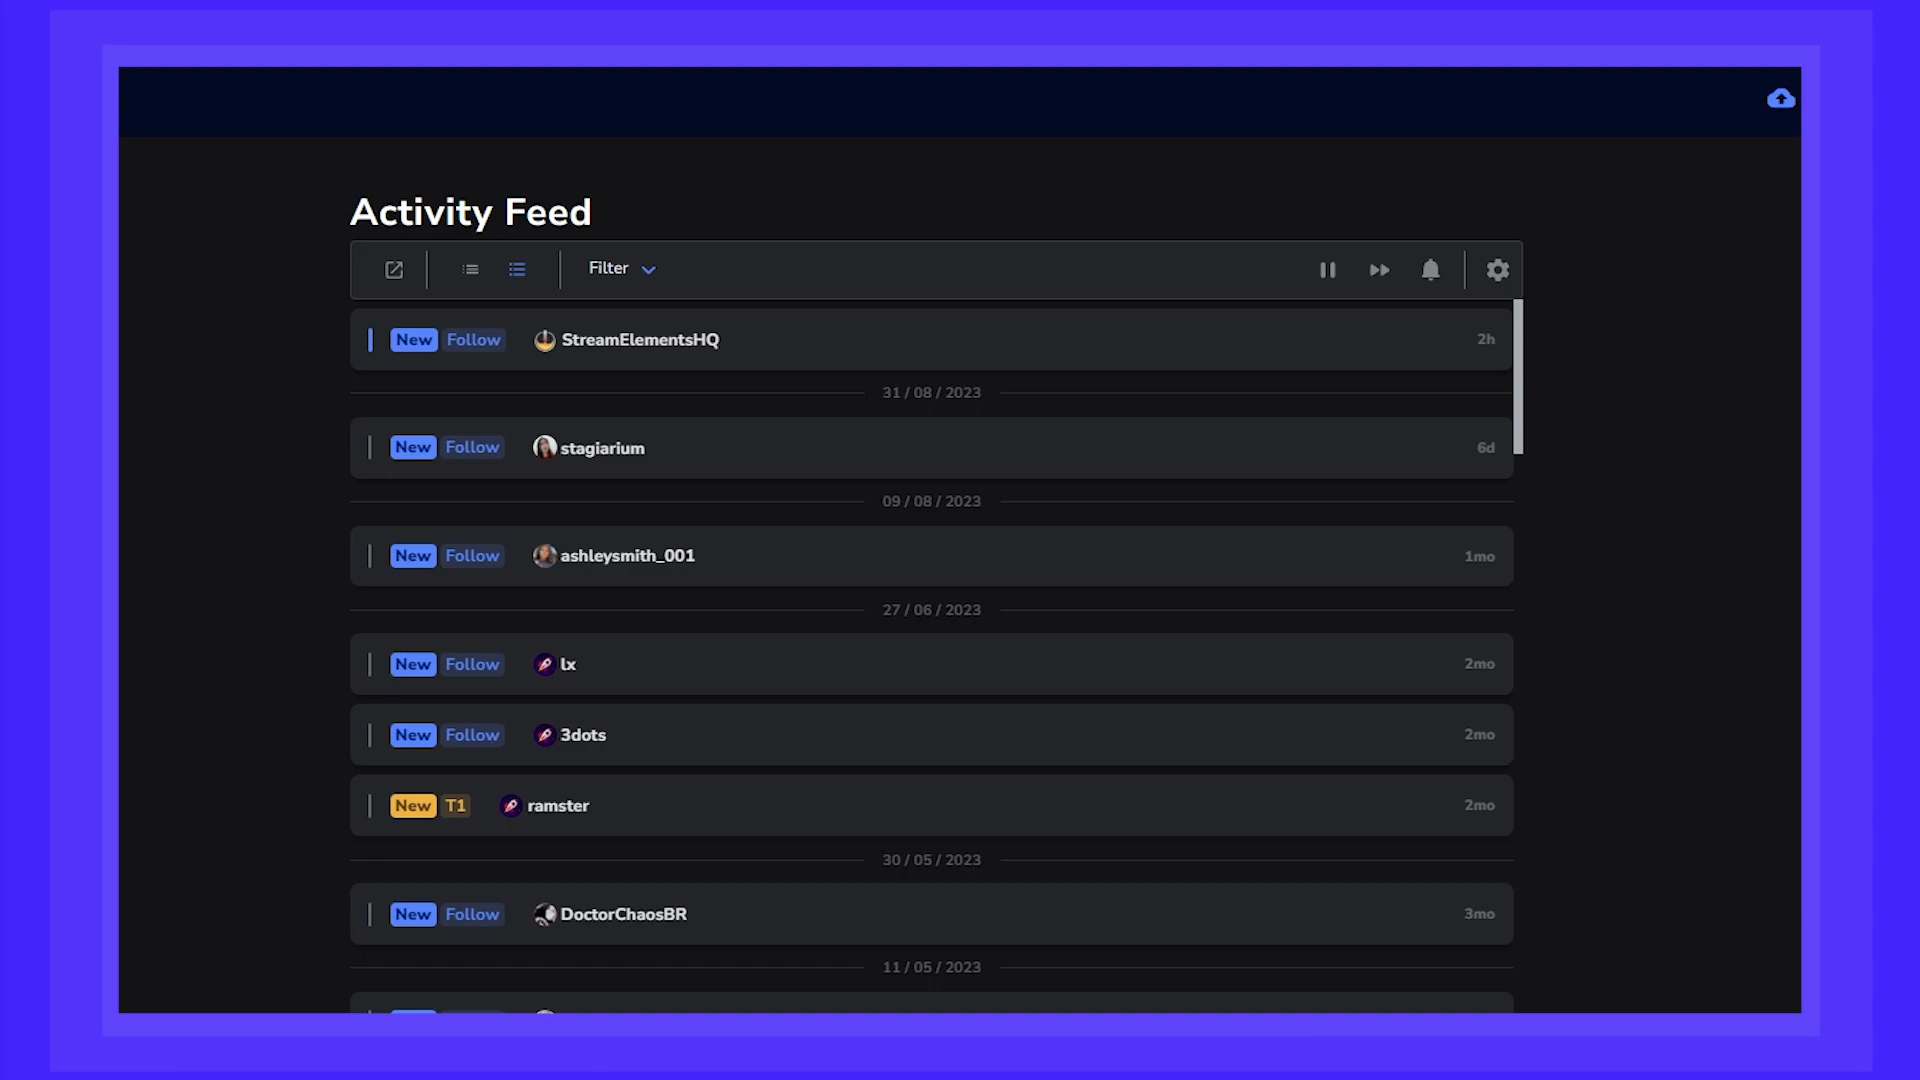 Activity Feed
Filter
New Follow StreamElementsHQ 2h
31 / 08 / 2023
New Follow stagiarium 6d
09 / 08 / 2023
New Follow ashleysmith_001 1mo
27 / 06 / 2023
New Follow lx 2mo
New Follow 3dots 2mo
New T1 ramster 2mo
30 / 05 / 2023
New Follow DoctorChaosBR 3mo
11 / 05 / 2023